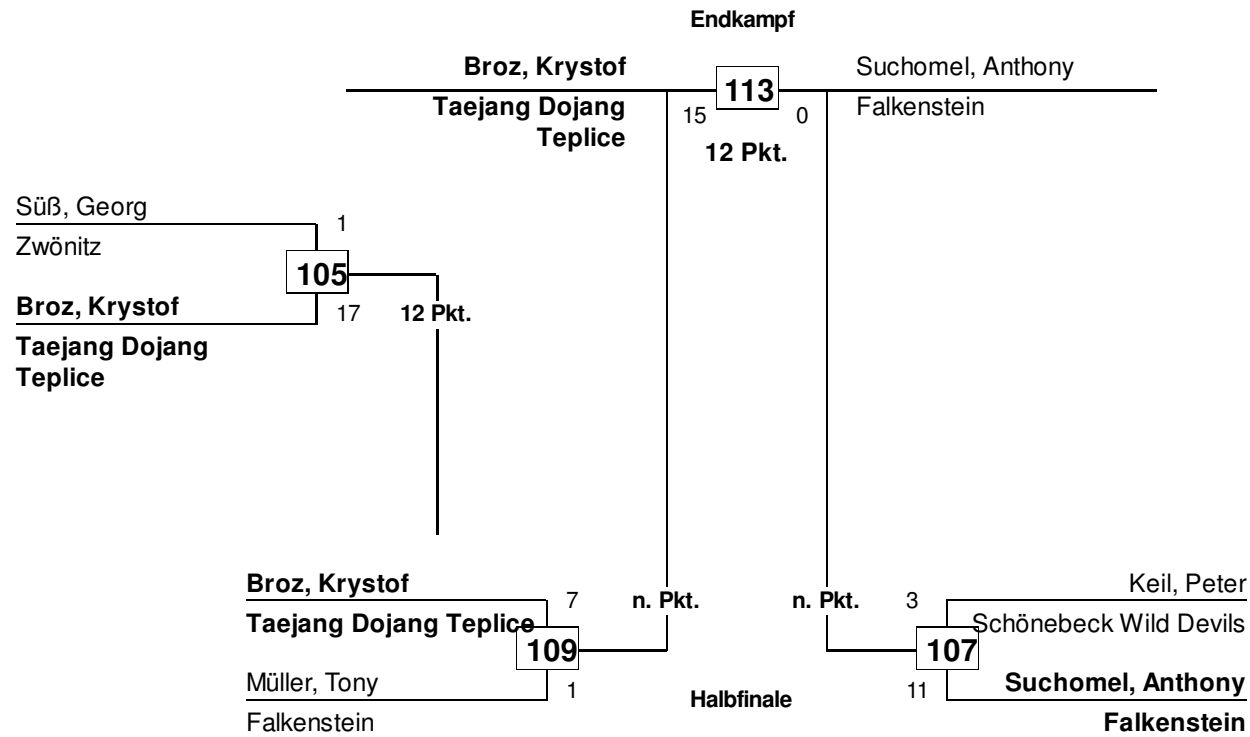 Endkampf
Broz, Krystof
Suchomel, Anthony
113
Taejang Dojang
Teplice
15
0
Falkenstein
12 Pkt.
Süß, Georg
1
Zwönitz
105
Broz, Krystof
17
12 Pkt.
Taejang Dojang
Teplice
Broz, Krystof
7
n. Pkt.
n. Pkt.
3
Keil, Peter
Taejang Dojang Teplice
109
107
Schönebeck Wild Devils
Müller, Tony
1
Halbfinale
11
Suchomel, Anthony
Falkenstein
Falkenstein